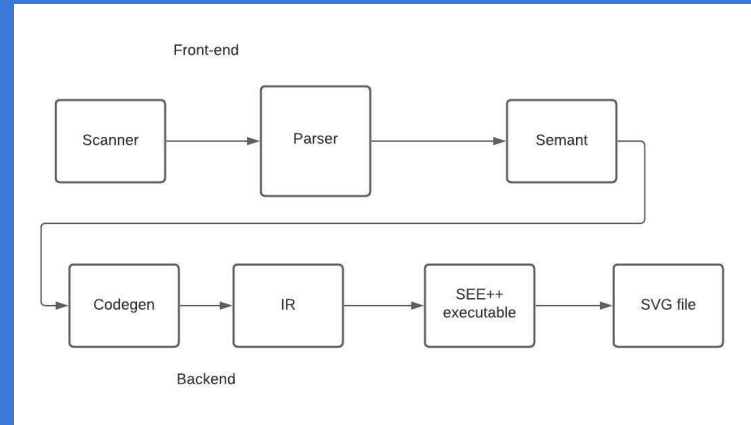 Front-end
Scanner
Parser
Semant
Codegen
IR
SEE++
executable
SVG file
Backend